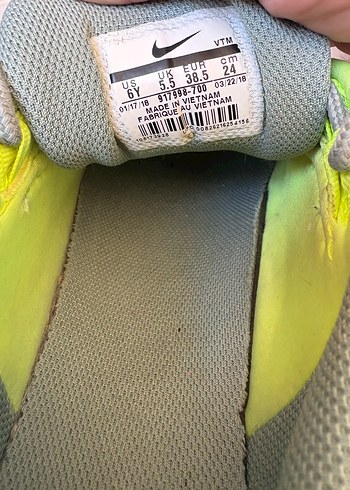 VTM
US UK EUR cm
6Y 5.5 38.5 24
01/17/18 917998-700 03/22/18
MADE IN VIETNAM
FABRIQUE AU VIETNAM